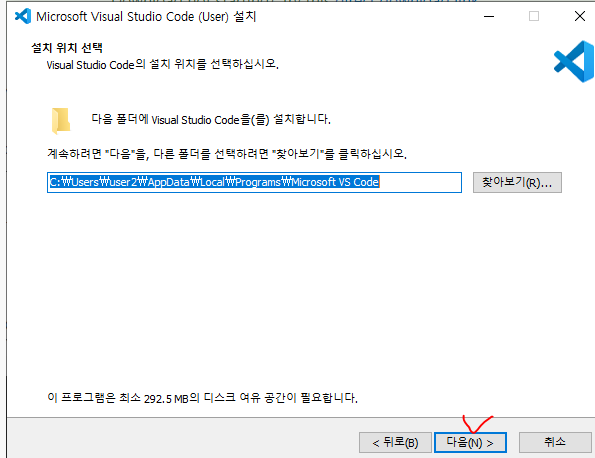 Microsoft Visual Studio Code (User) 설치
설치 위치 선택
Visual Studio Code의 설치 위치를 선택하십시오.
다음 폴더에 Visual Studio Code을(를) 설치합니다.
계속하려면 "다음"을, 다른 폴더를 선택하려면 "찾아보기"를 클릭하십시오.
C:₩Users₩user2₩AppData₩Local₩Programs₩Microsoft VS Code
찾아보기(R)...
이 프로그램은 최소 292.5 MB의 디스크 여유 공간이 필요합니다.
< 뒤로(B)
다음(N) >
취소